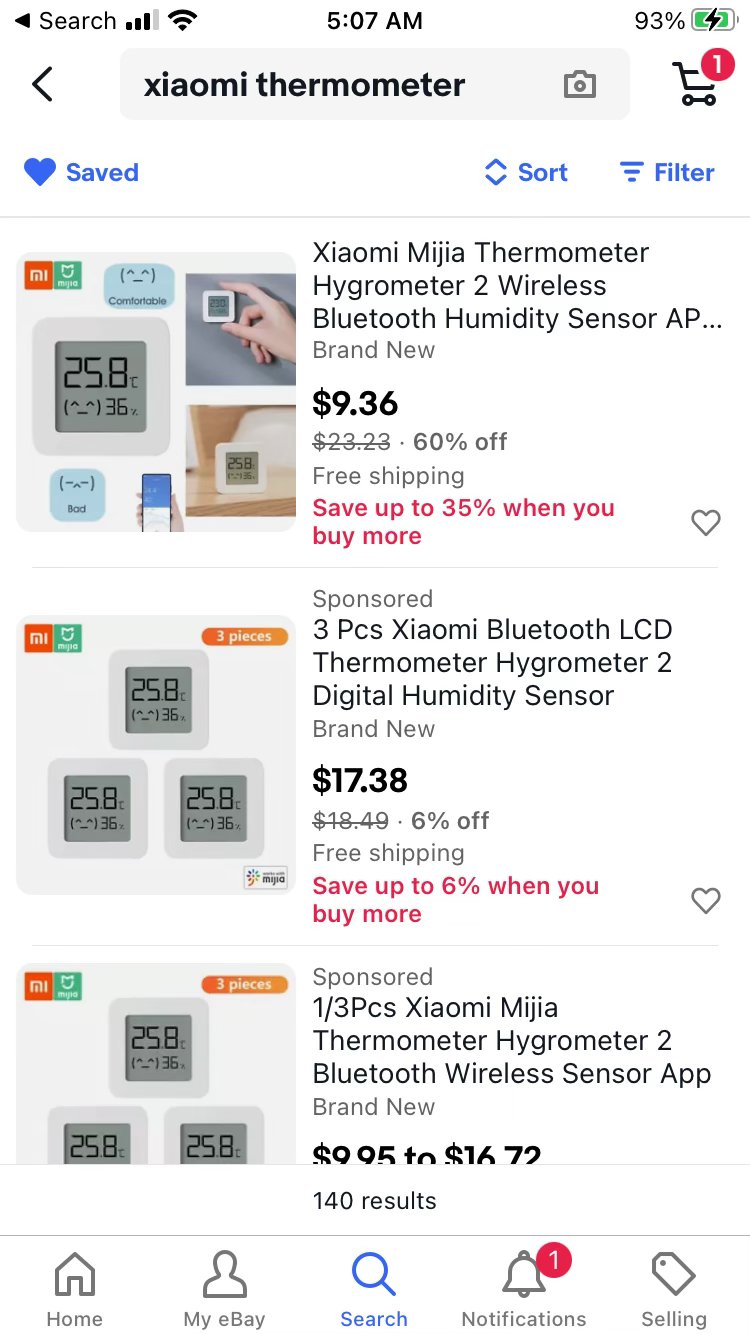 ◀ Search
5:07 AM
93%
xiaomi thermometer
1
Saved
Sort
Filter
mi mijia
(^_^)
Comfortable
25.8℃
(^_^) 36%
25.8
(-^-)
Bad
Xiaomi Mijia Thermometer
Hygrometer 2 Wireless
Bluetooth Humidity Sensor AP...
Brand New
$9.36
$23.23 · 60% off
Free shipping
Save up to 35% when you
buy more
mi mijia
3 pieces
25.8℃
(^_^) 36%
25.8℃
(^_^) 36%
25.8℃
(^_^) 36%
works with
mijia
Sponsored
3 Pcs Xiaomi Bluetooth LCD
Thermometer Hygrometer 2
Digital Humidity Sensor
Brand New
$17.38
$18.49 · 6% off
Free shipping
Save up to 6% when you
buy more
mi mijia
3 pieces
25.8℃
(^_^) 36%
25.8℃
25.8℃
Sponsored
1/3Pcs Xiaomi Mijia
Thermometer Hygrometer 2
Bluetooth Wireless Sensor App
Brand New
$9.95 to $16.72
140 results
1
Home
My eBay
Search
Notifications
Selling